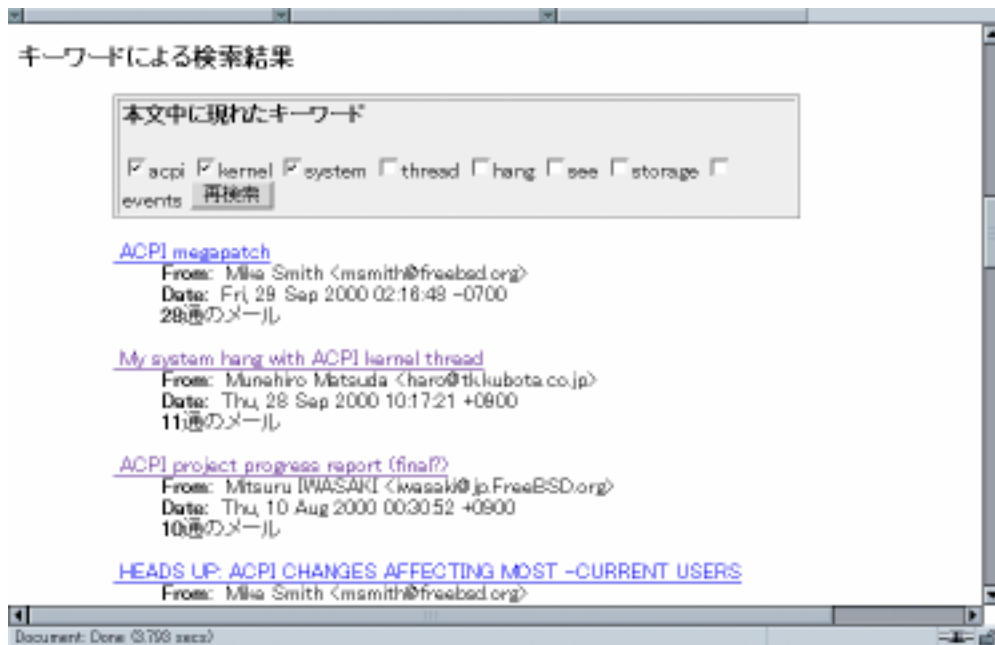 キーワードによる検索結果
本文中に現れたキーワード
acpi kernel system thread hang see storage
events 再検索
ACPI megapatch
From: Mike Smith <msmith@freebsd.org>
Date: Fri, 29 Sep 2000 02:16:49 -0700
28通のメール
My system hang with ACPI kernel thread
From: Munehiro Matsuda <haro@tk.kubota.co.jp>
Date: Thu, 28 Sep 2000 10:17:21 +0900
11通のメール
ACPI project progress report (final?)
From: Mitsuru IWASAKI <iwasaki@jp.FreeBSD.org>
Date: Thu, 10 Aug 2000 00:30:52 +0900
10通のメール
HEADS UP: ACPI CHANGES AFFECTING MOST -CURRENT USERS
From: Mike Smith <msmith@freebsd.org>
Document: Done (3.793 secs)